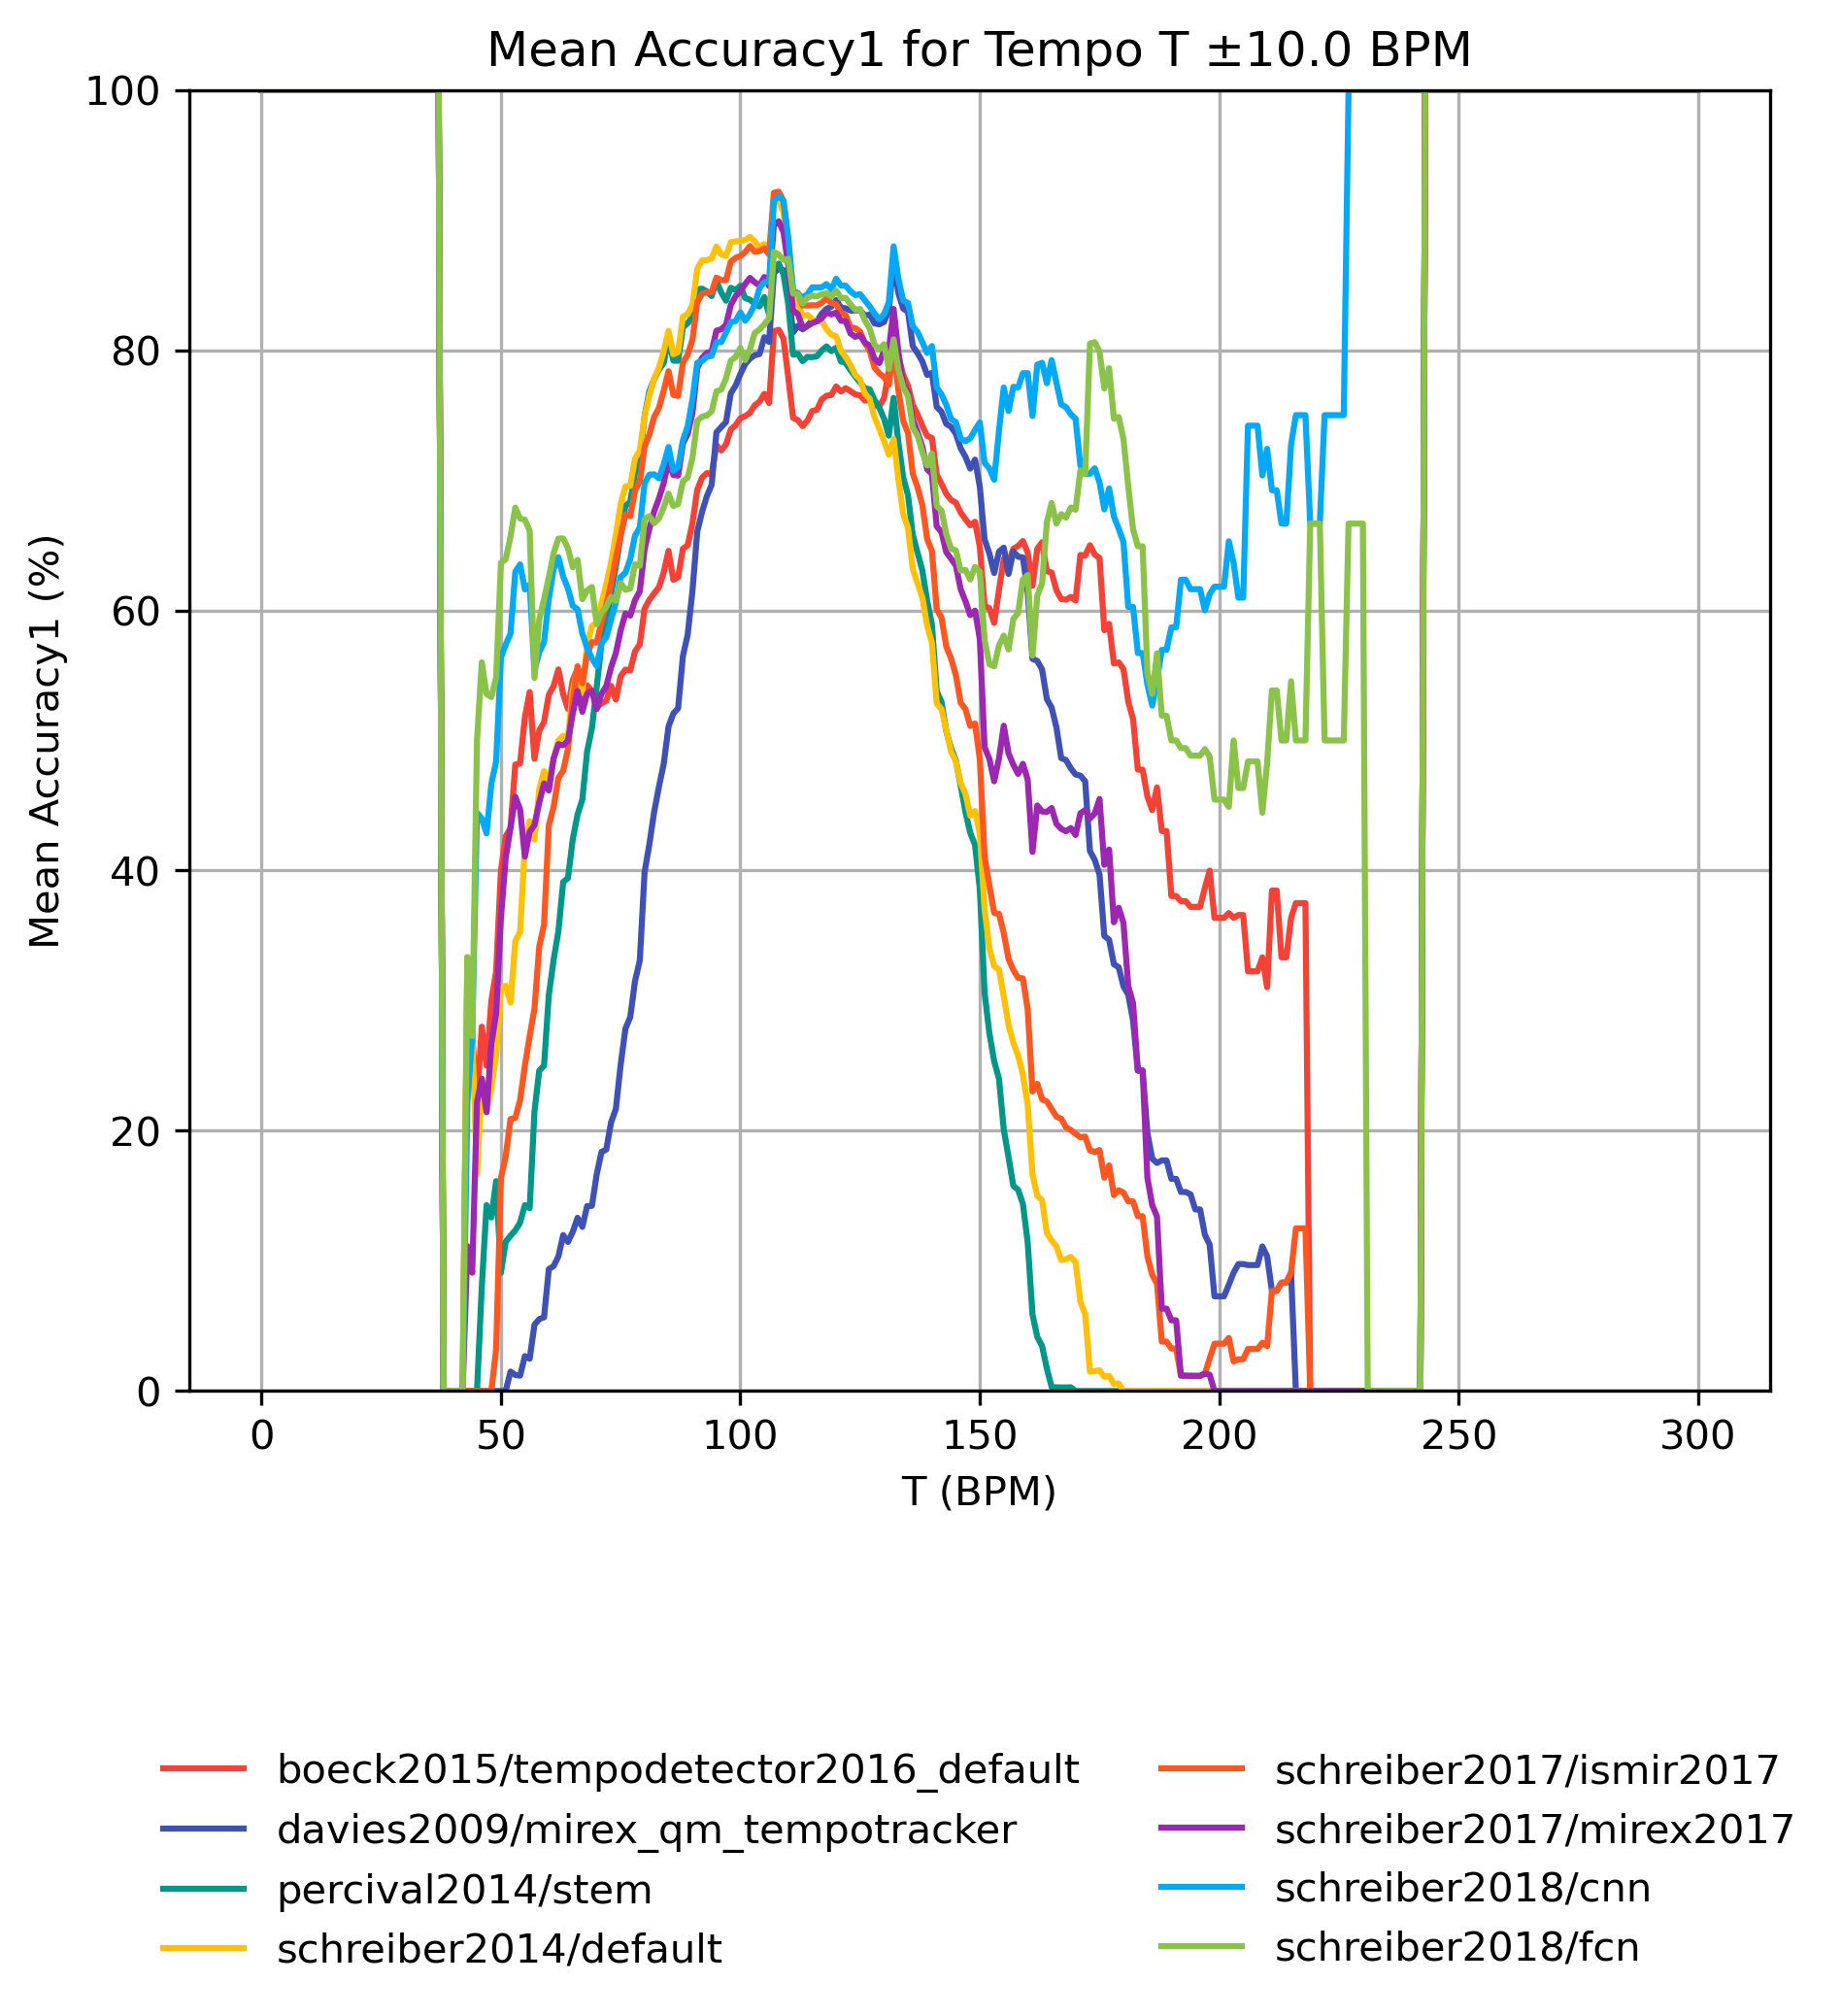 Mean Accuracy1 for Tempo T ±10.0 BPM
Mean Accuracy1 (%)
100
80
60
40
20
0
0 50 100 150 200 250 300
T (BPM)
boeck2015/tempodetector2016_default
davies2009/mirex_qm_tempotracker
percival2014/stem
schreiber2014/default
schreiber2017/ismir2017
schreiber2017/mirex2017
schreiber2018/cnn
schreiber2018/fcn